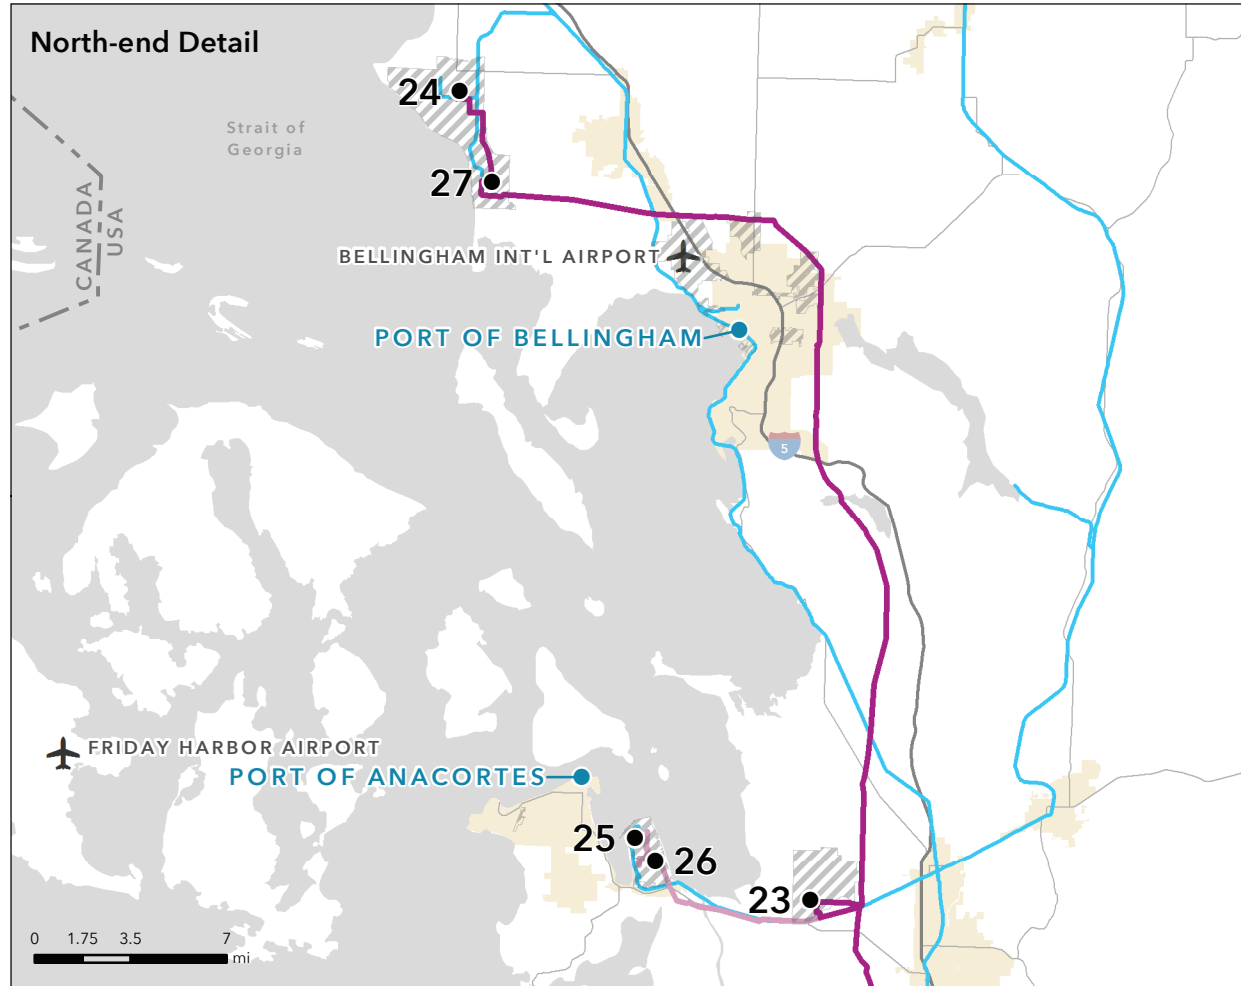 North-end Detail
24
Strait of
Georgia
27
CANADA
USA
BELLINGHAM INT'L AIRPORT
PORT OF BELLINGHAM
5
FRIDAY HARBOR AIRPORT
PORT OF ANACORTES
25
26
23
0 1.75 3.5 7
mi